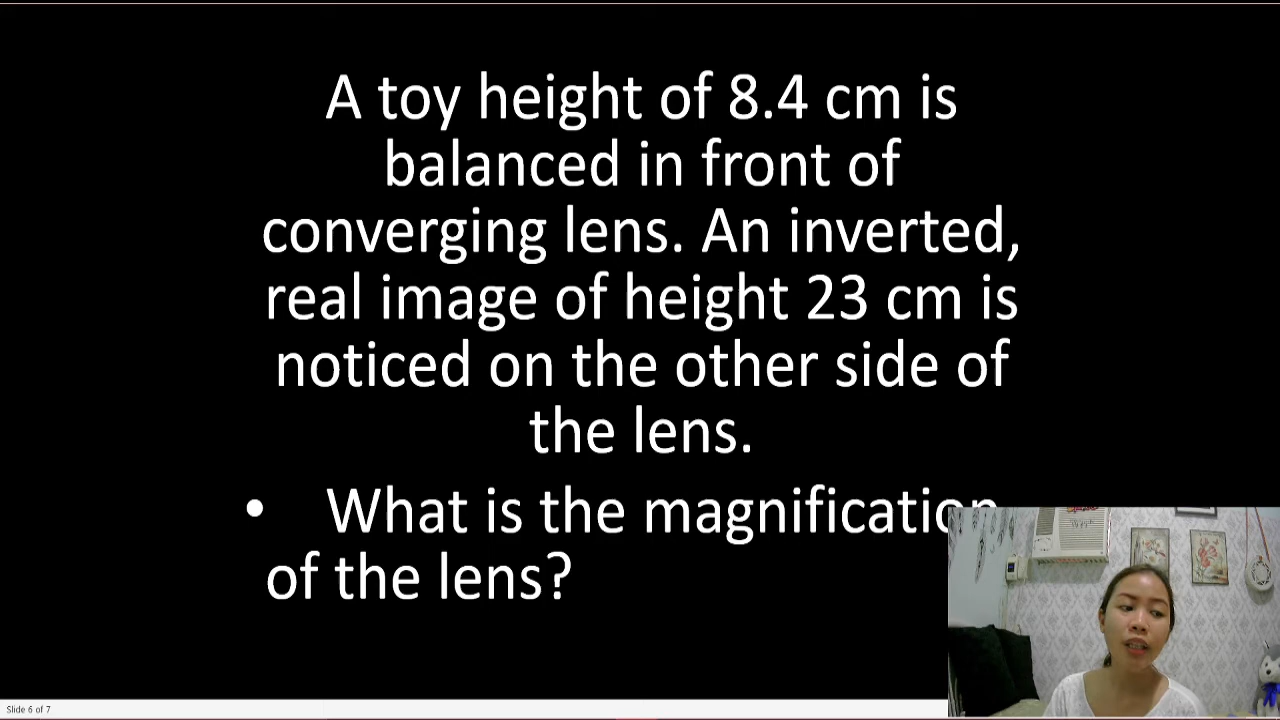 A toy height of 8.4 cm is
balanced in front of
converging lens. An inverted,
real image of height 23 cm is
noticed on the other side of
the lens.
• What is the magnification
of the lens?
Slide 6 of 7